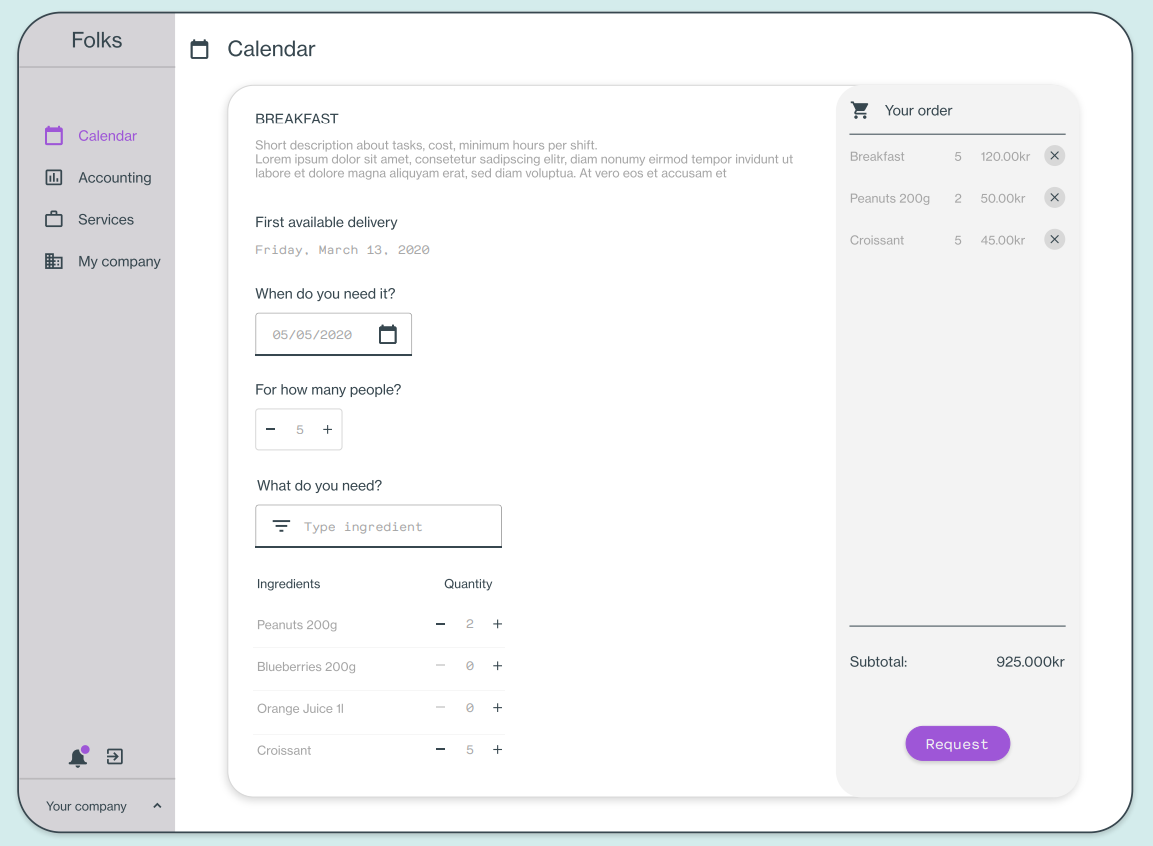 Folks
Calendar
Accounting
Services
My company
Your company
Calendar
BREAKFAST
Short description about tasks, cost, minimum hours per shift.
Lorem ipsum dolor sit amet, consetetur sadipscing elitr, diam nonumy eirmod tempor invidunt ut
labore et dolore magna aliquyam erat, sed diam voluptua. At vero eos et accusam et
First available delivery
Friday, March 13, 2020
When do you need it?
05/05/2020
For how many people?
− 5 +
What do you need?
Type ingredient
Ingredients Quantity
Peanuts 200g − 2 +
Blueberries 200g − 0 +
Orange Juice 1l − 0 +
Croissant − 5 +
Your order
Breakfast 5 120.00kr
Peanuts 200g 2 50.00kr
Croissant 5 45.00kr
Subtotal: 925.000kr
Request